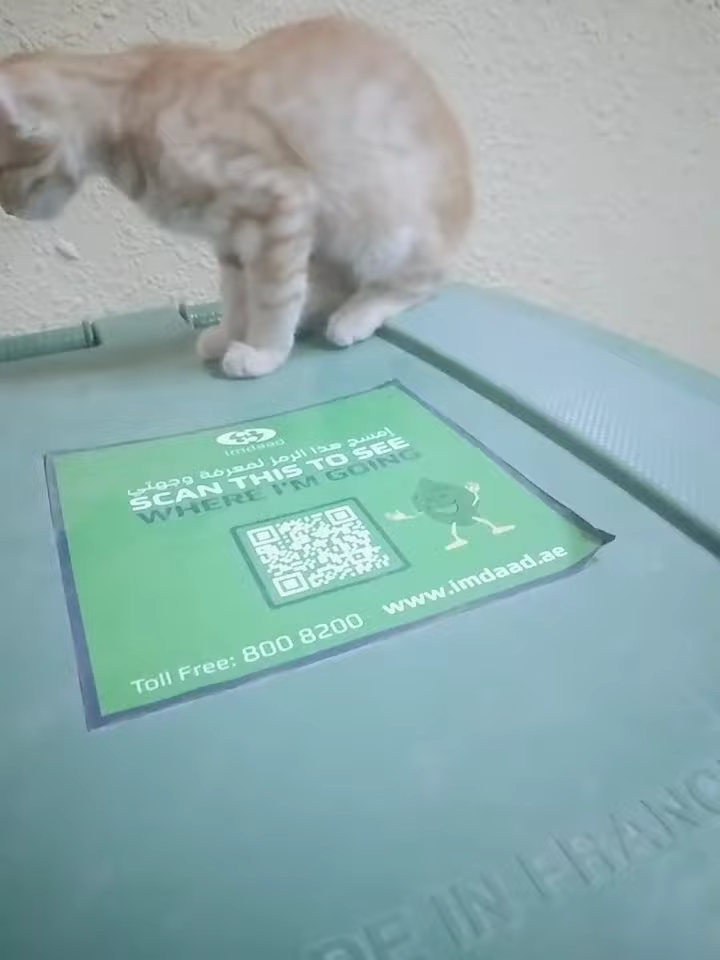 imdaad
إمسح هذا الرمز لمعرفة وجهتي
SCAN THIS TO SEE
WHERE I'M GOING
www.imdaad.ae
Toll Free: 800 8200
DE IN FRANC